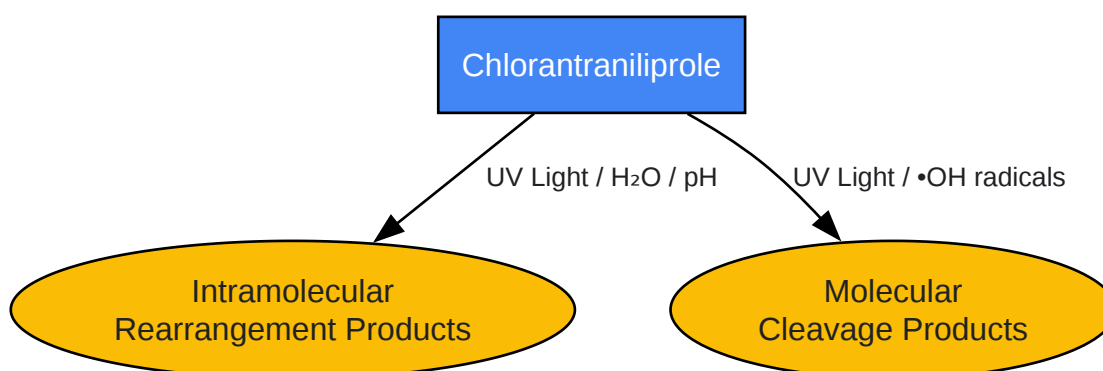 Chlorantraniliprole
UV Light / H₂O / pH
UV Light / •OH radicals
Intramolecular
Rearrangement Products
Molecular
Cleavage Products